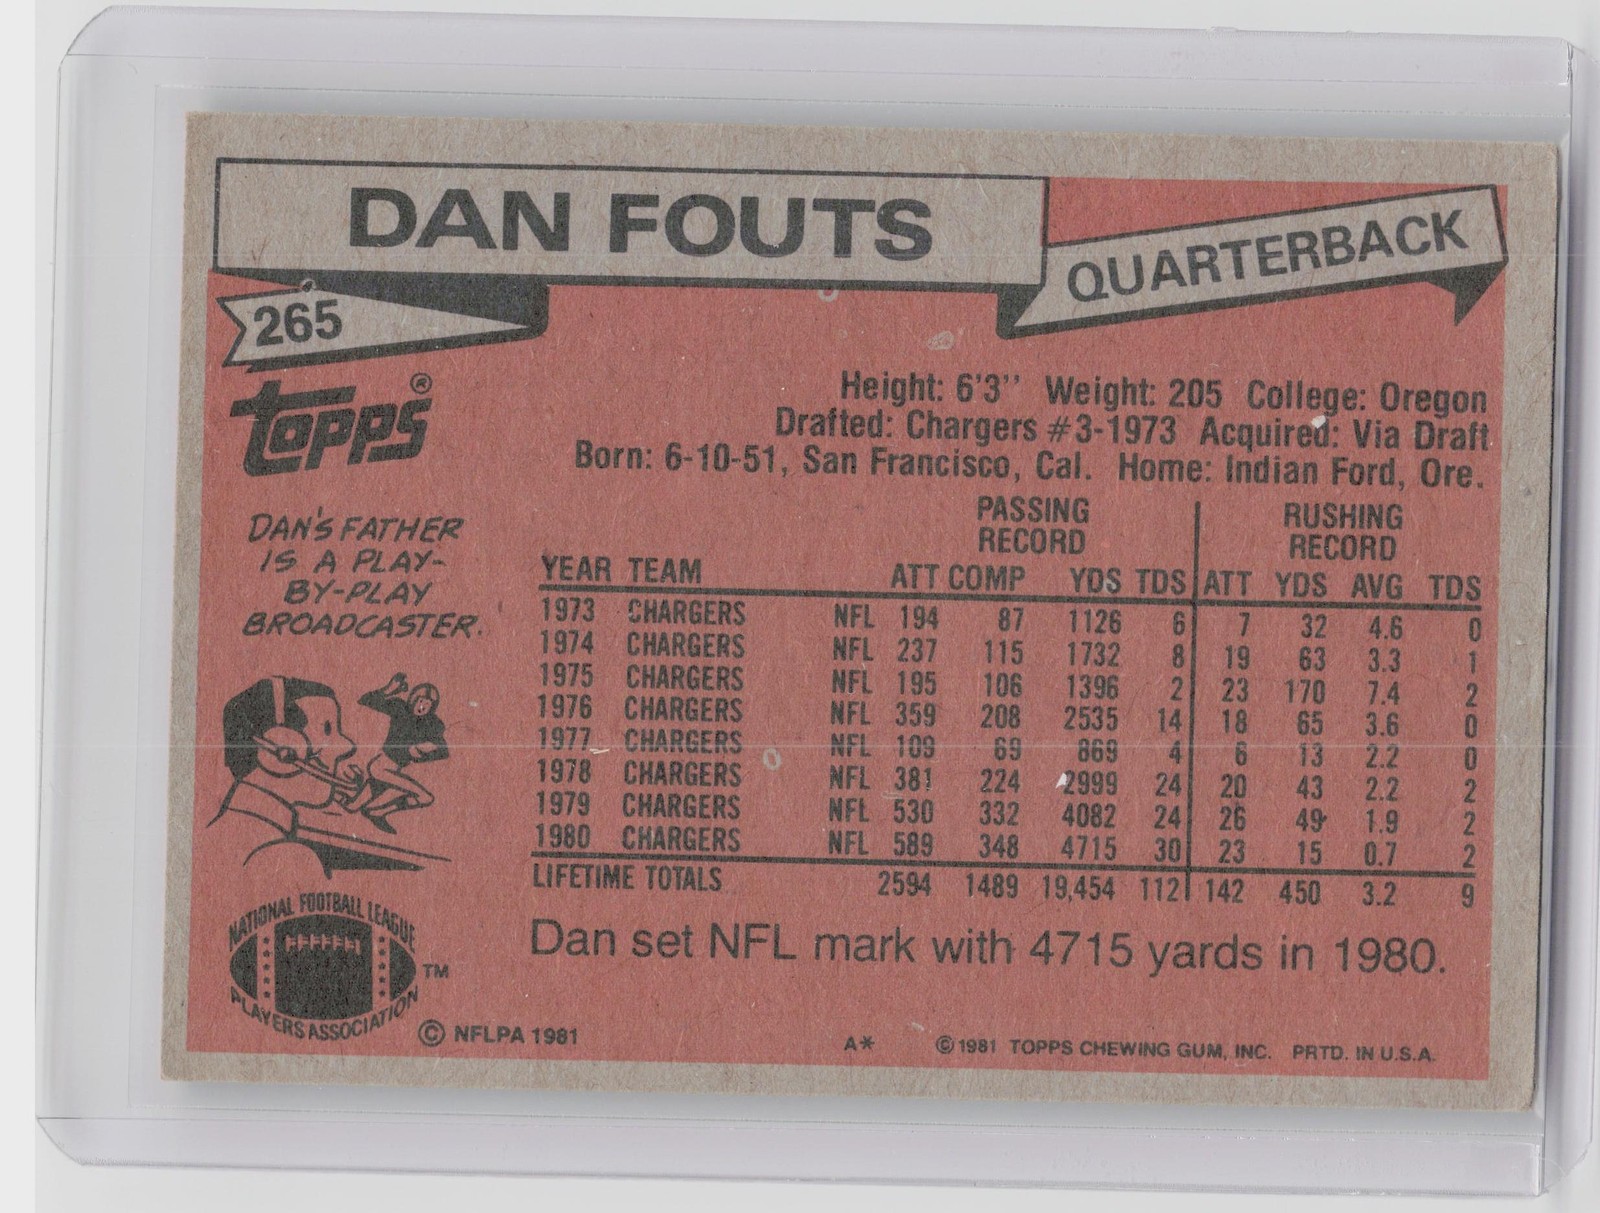 DAN FOUTS
QUARTERBACK
265
TOPPS®
Height: 6'3'' Weight: 205 College: Oregon
Drafted: Chargers #3-1973 Acquired: Via Draft
Born: 6-10-51, San Francisco, Cal. Home: Indian Ford, Ore.
DAN'S FATHER
IS A PLAY-
BY-PLAY
BROADCASTER.
PASSING RECORD RUSHING RECORD
YEAR TEAM ATT COMP YDS TDS ATT YDS AVG TDS
1973 CHARGERS NFL 194 87 1126 6 7 32 4.6 0
1974 CHARGERS NFL 237 115 1732 8 19 63 3.3 1
1975 CHARGERS NFL 195 106 1396 2 23 170 7.4 2
1976 CHARGERS NFL 359 208 2535 14 18 65 3.6 0
1977 CHARGERS NFL 109 69 869 4 6 13 2.2 0
1978 CHARGERS NFL 381 224 2999 24 20 43 2.2 2
1979 CHARGERS NFL 530 332 4082 24 26 49 1.9 2
1980 CHARGERS NFL 589 348 4715 30 23 15 0.7 2
LIFETIME TOTALS 2594 1489 19,454 112 142 450 3.2 9
Dan set NFL mark with 4715 yards in 1980.
NATIONAL FOOTBALL LEAGUE
PLAYERS ASSOCIATION
TM
© NFLPA 1981
A* © 1981 TOPPS CHEWING GUM, INC. PRTD. IN U.S.A.